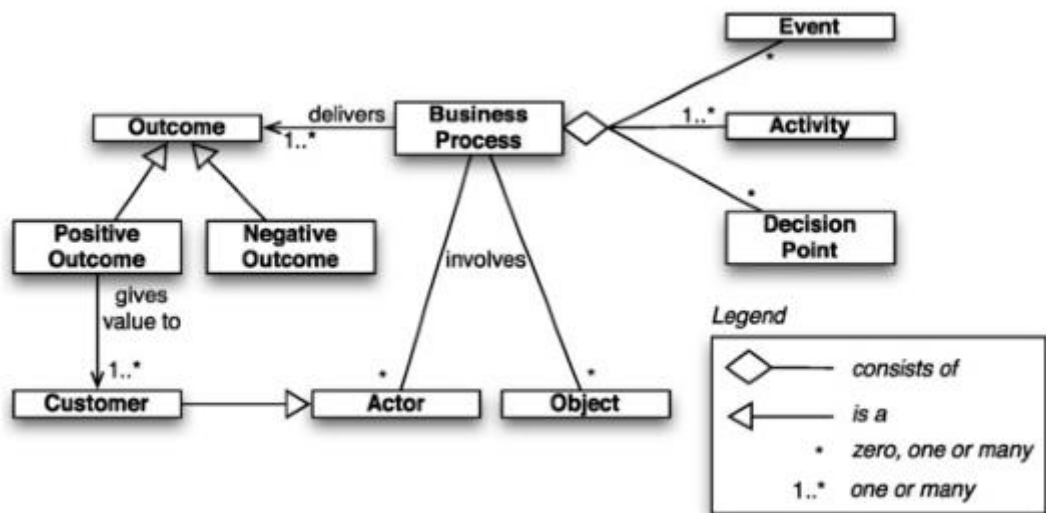 Event
*
delivers
Business
Process
1..*
Activity
Outcome
1..*
*
Decision
Point
Positive
Outcome
Negative
Outcome
involves
gives
value to
1..*
*
*
Customer
Actor
Object
Legend
consists of
is a
* zero, one or many
1..* one or many